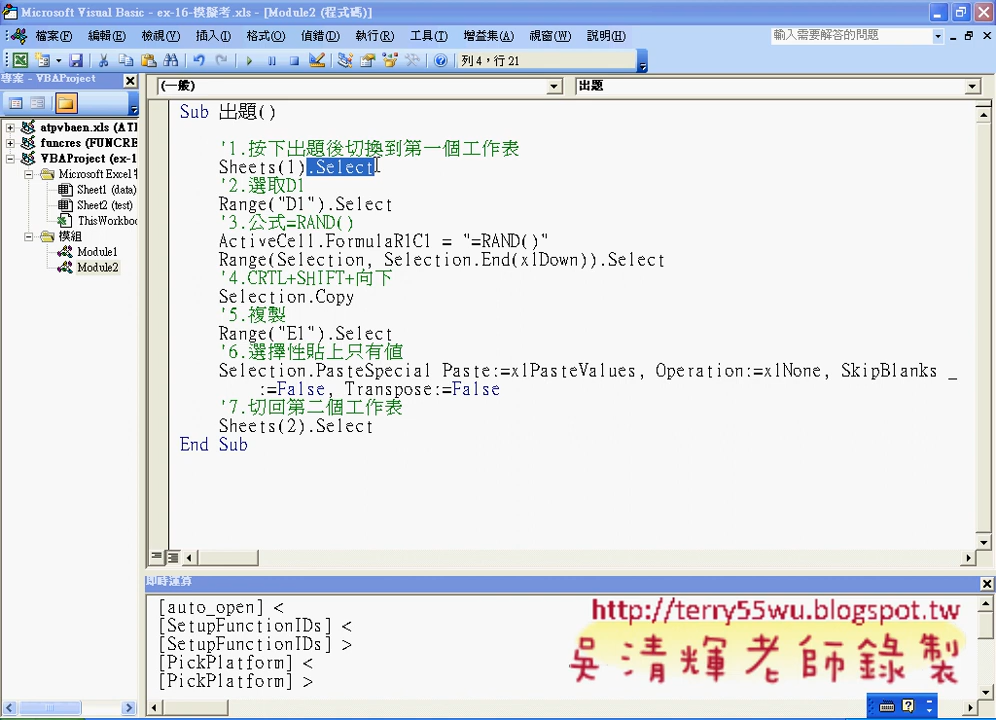 Microsoft Visual Basic - ex-16-模擬考.xls - [Module2 (程式碼)]
檔案(F) 編輯(E) 檢視(V) 插入(I) 格式(O) 偵錯(D) 執行(R) 工具(T) 增益集(A) 視窗(W) 說明(H)
輸入需要解答的問題
列 4，行 21
專案 - VBAProject
(一般)
出題
atpvbaen.xls (ATI
funcres (FUNCRE
VBAProject (ex-1
Microsoft Excel
Sheet1 (data)
Sheet2 (test)
ThisWorkboo
模組
Module1
Module2
Sub 出題()
'1.按下出題後切換到第一個工作表
Sheets(1).Select
'2.選取D1
Range("D1").Select
'3.公式=RAND()
ActiveCell.FormulaR1C1 = "=RAND()"
Range(Selection, Selection.End(xlDown)).Select
'4.CRTL+SHIFT+向下
Selection.Copy
'5.複製
Range("E1").Select
'6.選擇性貼上只有值
Selection.PasteSpecial Paste:=xlPasteValues, Operation:=xlNone, SkipBlanks _
:=False, Transpose:=False
'7.切回第二個工作表
Sheets(2).Select
End Sub
即時運算
[auto_open] <
[SetupFunctionIDs] <
[SetupFunctionIDs] >
[PickPlatform] <
[PickPlatform] >
http://terry55wu.blogspot.tw
吳清輝老師錄製